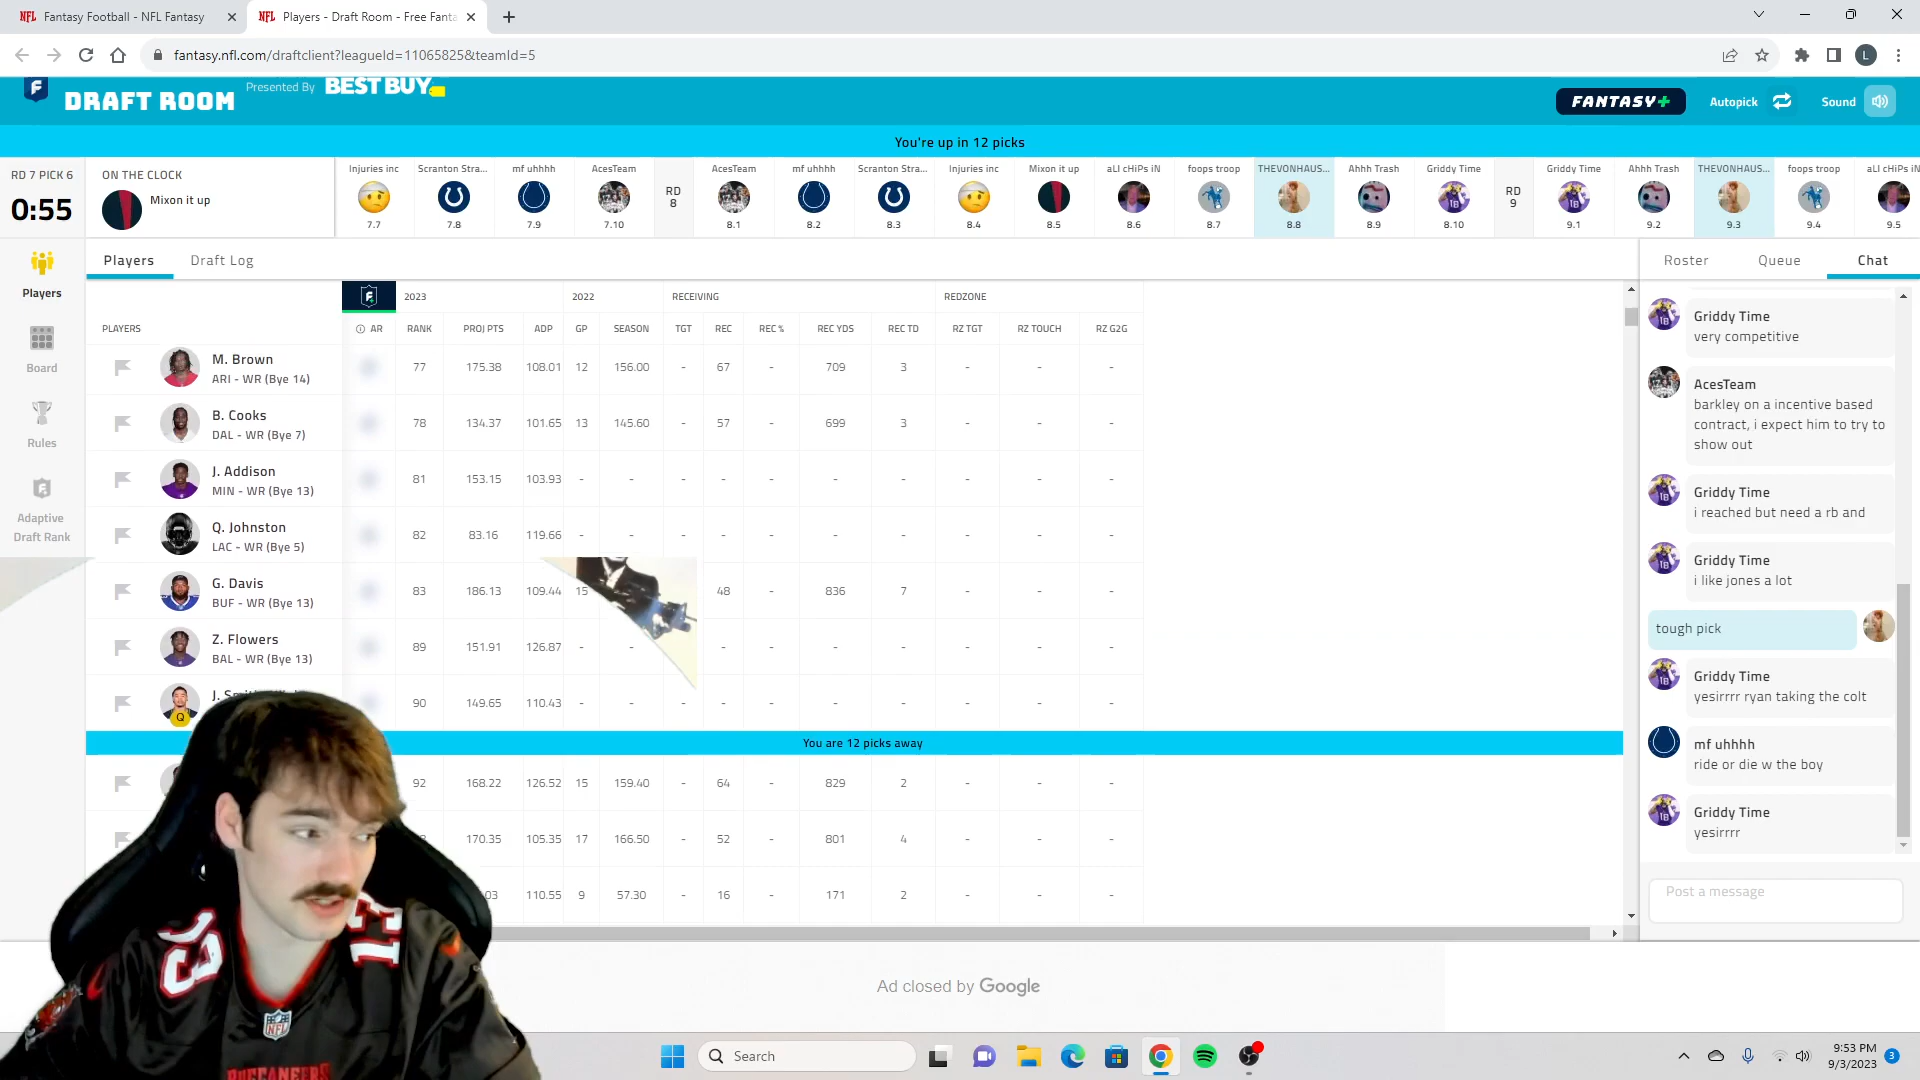 Fantasy Football - NFL Fantasy
Players - Draft Room - Free Fanta
fantasy.nfl.com/draftclient?leagueId=11065825&teamId=5
L
DRAFT ROOM
Presented By BEST BUY
FANTASY+
Autopick
Sound
You're up in 12 picks
RD 7 PICK 6
0:55
ON THE CLOCK
Mixon it up
Injuries inc
7.7
Scranton Stra...
7.8
mf uhhhh
7.9
AcesTeam
7.10
RD
8
AcesTeam
8.1
mf uhhhh
8.2
Scranton Stra...
8.3
Injuries inc
8.4
Mixon it up
8.5
aLl cHiPs iN
8.6
foops troop
8.7
THEVONHAUS...
8.8
Ahhh Trash
8.9
Griddy Time
8.10
RD
9
Griddy Time
9.1
Ahhh Trash
9.2
THEVONHAUS...
9.3
foops troop
9.4
aLl cHiPs iN
9.5
Players
Board
Rules
Adaptive
Draft Rank
Players
Draft Log
2023
2022
RECEIVING
REDZONE
PLAYERS AR RANK PROJ PTS ADP GP SEASON TGT REC REC % REC YDS REC TD RZ TGT RZ TOUCH RZ G2G
M. Brown
ARI - WR (Bye 14)
77 175.38 108.01 12 156.00 - 67 - 709 3 - - -
B. Cooks
DAL - WR (Bye 7)
78 134.37 101.65 13 145.60 - 57 - 699 3 - - -
J. Addison
MIN - WR (Bye 13)
81 153.15 103.93 - - - - - - - - - -
Q. Johnston
LAC - WR (Bye 5)
82 83.16 119.66 - - - - - - - - - -
G. Davis
BUF - WR (Bye 13)
83 186.13 109.44 15 48 - 836 7 - - -
Z. Flowers
BAL - WR (Bye 13)
89 151.91 126.87 - - - - - - - - - -
Q
90 149.65 110.43 - - - - - - - - - -
You are 12 picks away
92 168.22 126.52 15 159.40 - 64 - 829 2 - - -
170.35 105.35 17 166.50 - 52 - 801 4 - - -
110.55 9 57.30 - 16 - 171 2 - - -
Roster
Queue
Chat
Griddy Time
very competitive
AcesTeam
barkley on a incentive based
contract, i expect him to try to
show out
Griddy Time
i reached but need a rb and
Griddy Time
i like jones a lot
tough pick
Griddy Time
yesirrrr ryan taking the colt
mf uhhhh
ride or die w the boy
Griddy Time
yesirrrr
Post a message
Ad closed by Google
NFL
BUCCANEERS
Search
9:53 PM
9/3/2023
3